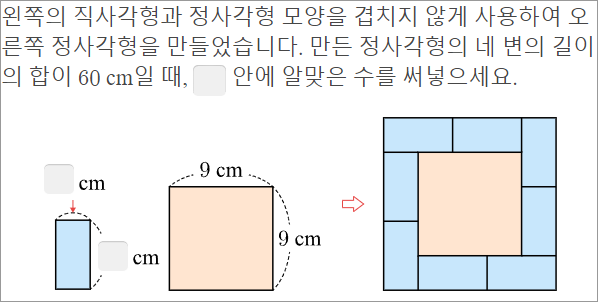 왼쪽의 직사각형과 정사각형 모양을 겹치지 않게 사용하여 오
른쪽 정사각형을 만들었습니다. 만든 정사각형의 네 변의 길이
의 합이 60 cm일 때, 안에 알맞은 수를 써넣으세요.
9 cm
cm
9 cm
cm